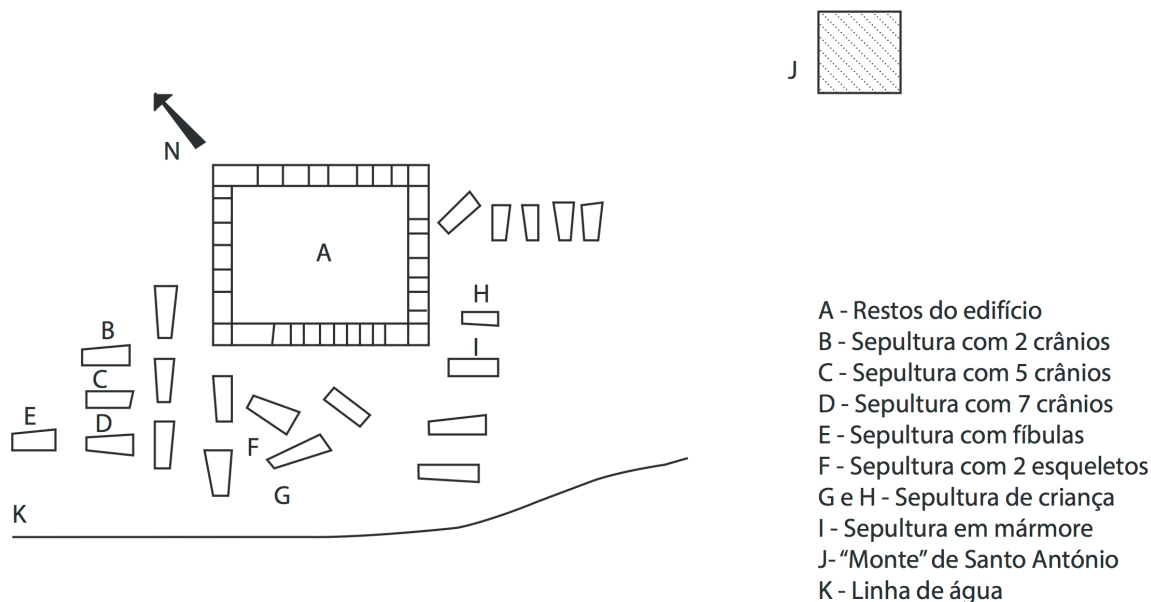 J
N
A
H
B
I
C
E
D
F
G
K
A - Restos do edifício
B - Sepultura com 2 crânios
C - Sepultura com 5 crânios
D - Sepultura com 7 crânios
E - Sepultura com fíbulas
F - Sepultura com 2 esqueletos
G e H - Sepultura de criança
I - Sepultura em mármore
J- “Monte” de Santo António
K - Linha de água